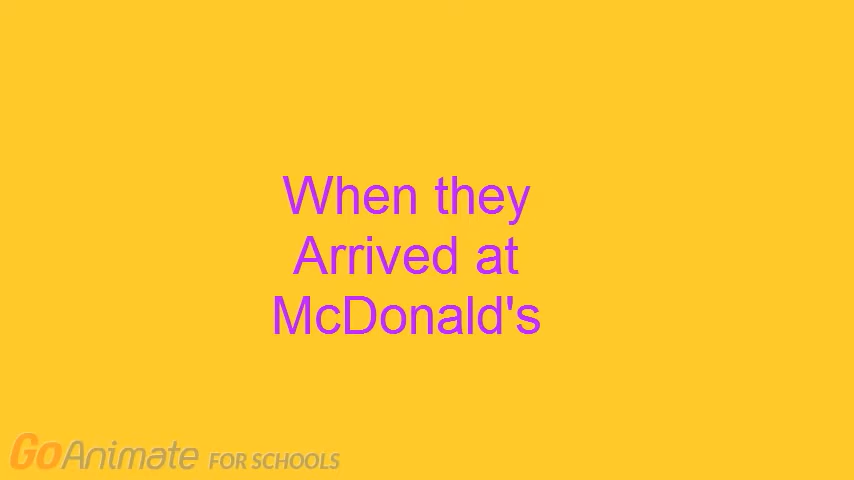 When they
Arrived at
McDonald's
GoAnimate FOR SCHOOLS